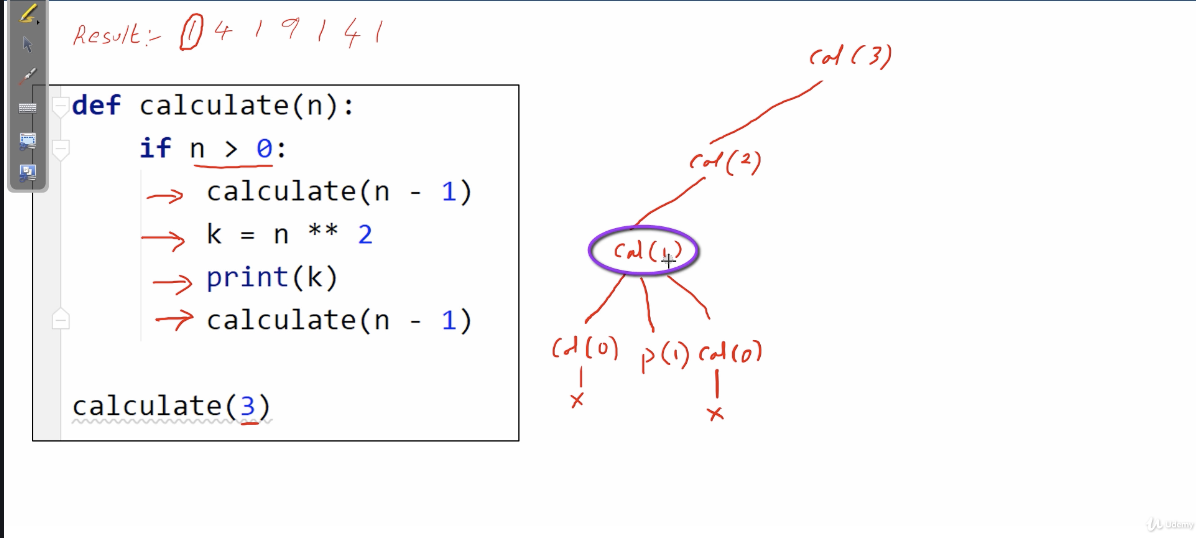 Result:- 1 4 1 9 1 4 1
def calculate(n):
if n > 0:
calculate(n - 1)
k = n ** 2
print(k)
calculate(n - 1)
calculate(3)
cal(3)
cal(2)
cal(1)
cal(0) p(1) cal(0)
x x
Udemy